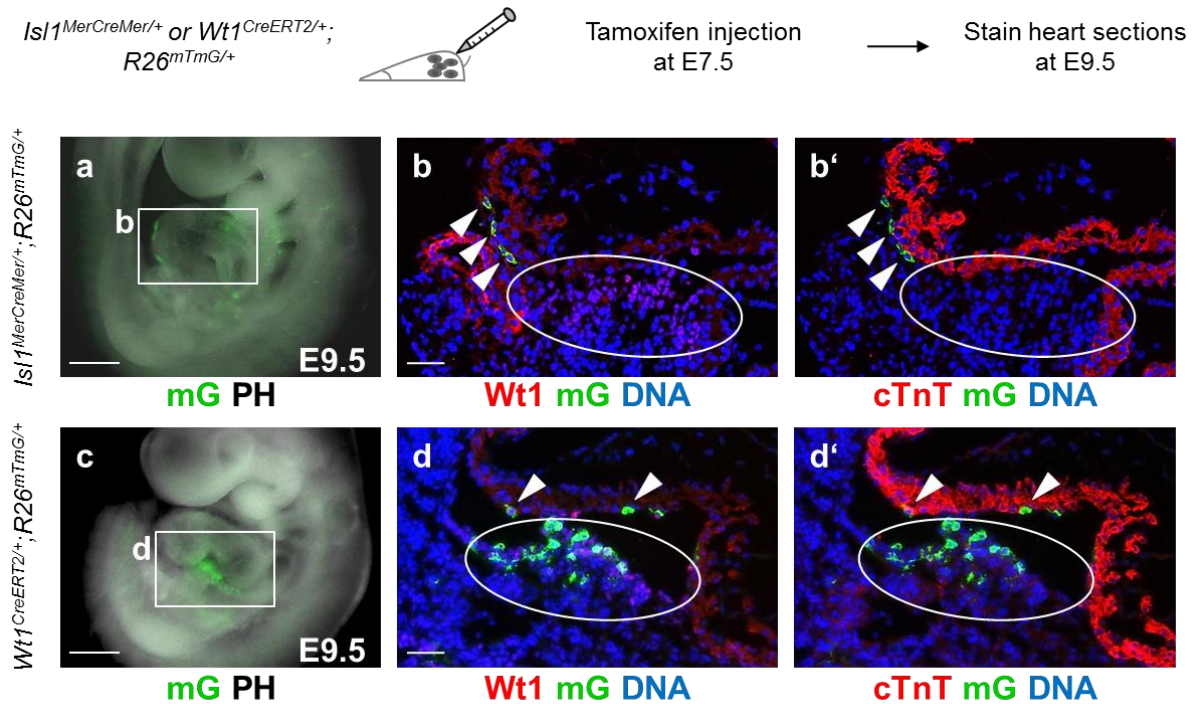 Isl1MerCreMer/+ or Wt1CreERT2/+;
R26mTmG/+
Tamoxifen injection
at E7.5
Stain heart sections
at E9.5
Isl1MerCreMer/+;R26mTmG/+
a
b
E9.5
b
b‘
mG PH
Wt1 mG DNA
cTnT mG DNA
Wt1CreERT2/+;R26mTmG/+
c
d
E9.5
d
d‘
mG PH
Wt1 mG DNA
cTnT mG DNA